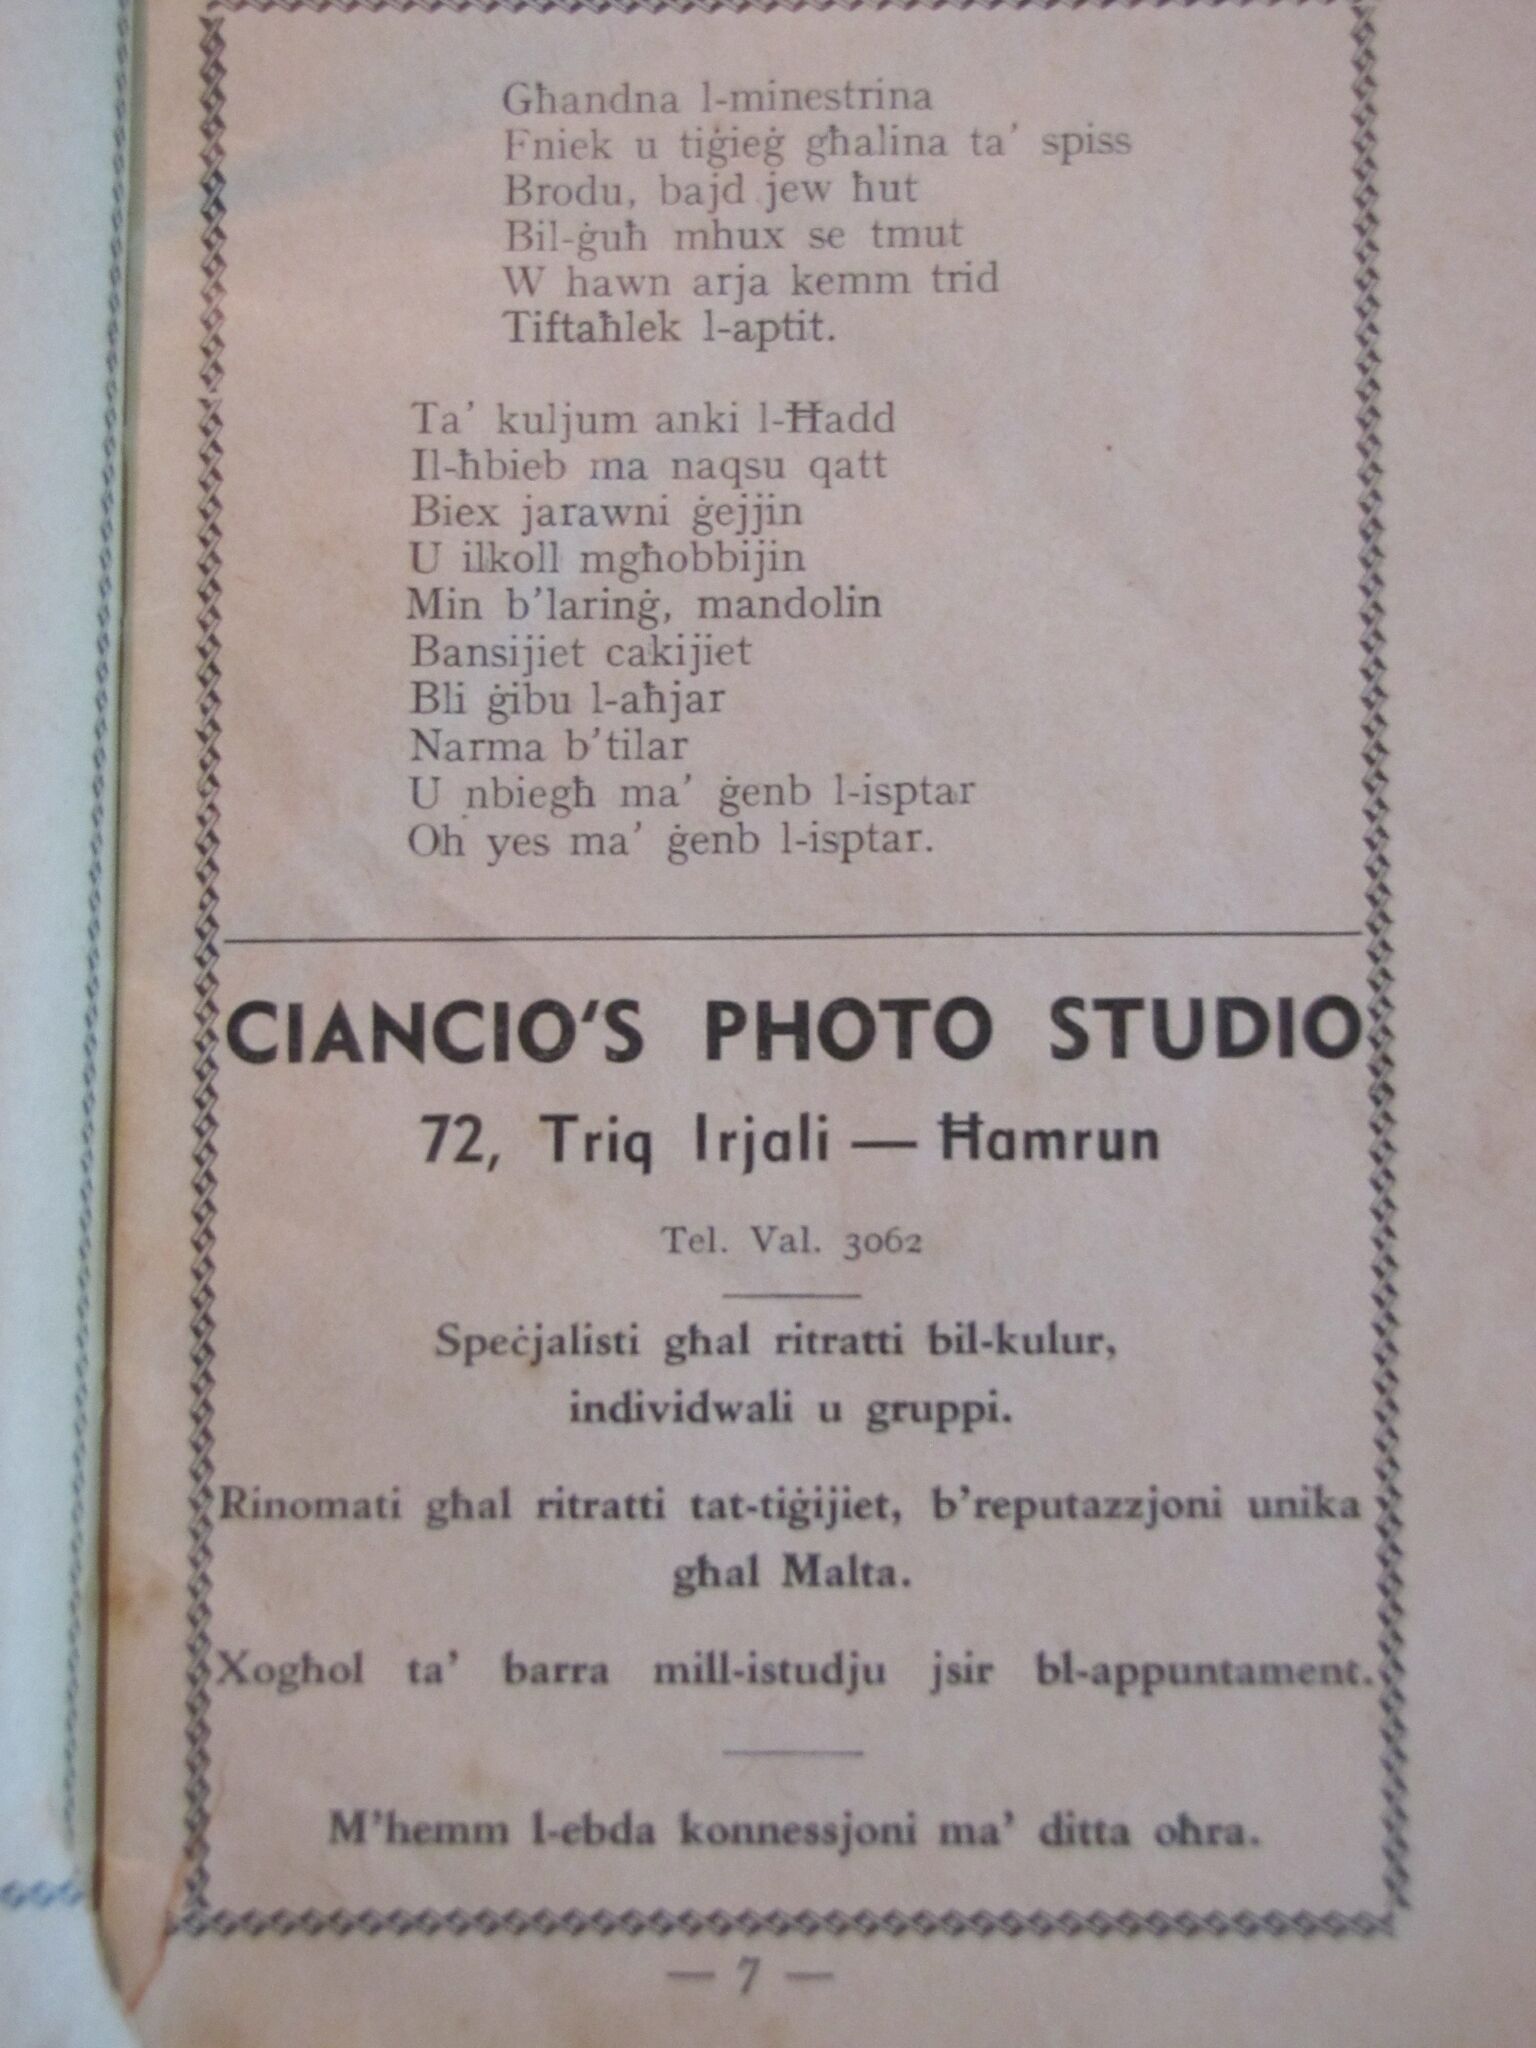 Għandna l-minestrina
Fniek u tiġieġ għalina ta' spiss
Brodu, bajd jew ħut
Bil-ġuħ mhux se tmut
W hawn arja kemm trid
Tiftaħlek l-aptit.
Ta' kuljum anki l-Ħadd
Il-ħbieb ma naqsu qatt
Biex jarawni ġejjin
U ilkoll mgħobbijin
Min b'larinġ, mandolin
Bansijiet cakijiet
Bli ġibu l-aħjar
Narma b'tilar
U nbiegħ ma' ġenb l-isptar
Oh yes ma' ġenb l-isptar.
CIANCIO'S PHOTO STUDIO
72, Triq Irjali — Ħamrun
Tel. Val. 3062
Speċjalisti għal ritratti bil-kulur,
individwali u gruppi.
Rinomati għal ritratti tat-tiġijiet, b'reputazzjoni unika
għal Malta.
Xogħol ta' barra mill-istudju jsir bl-appuntament.
M'hemm l-ebda konnessjoni ma' ditta oħra.
— 7 —